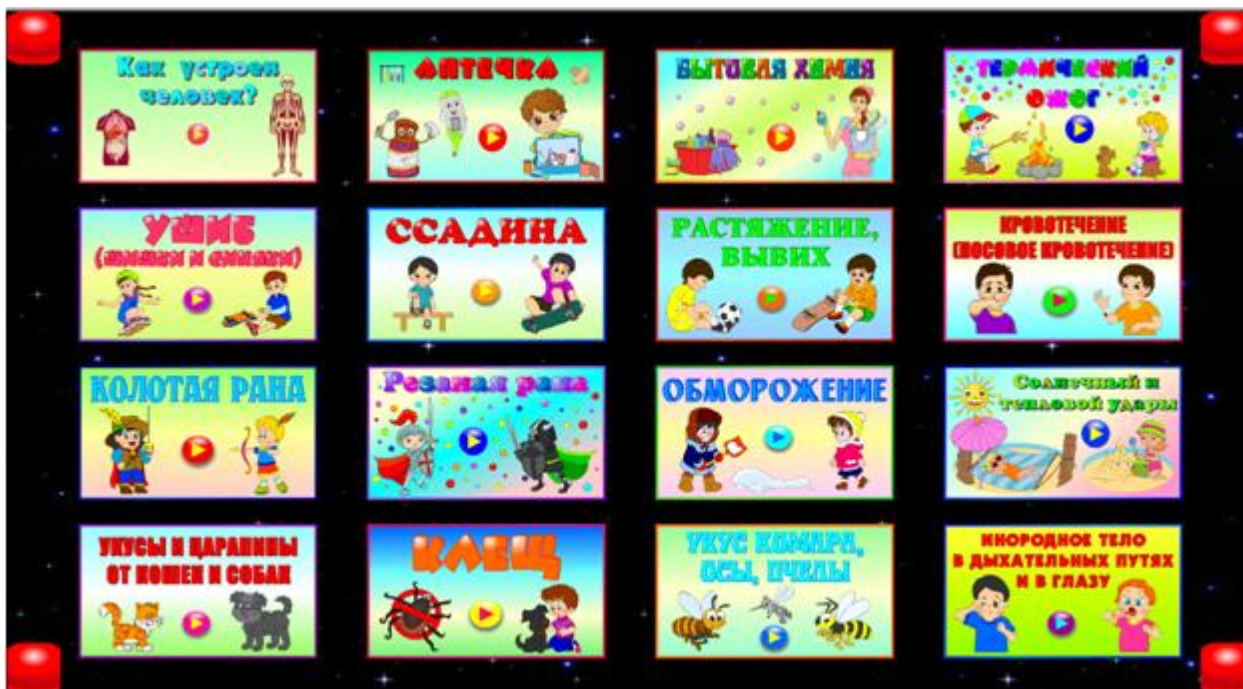 Как устроен
человек?
АПТЕЧКА
БЫТОВАЯ ХИМИЯ
ТЕРМИЧЕСКИЙ
ОЖОГ
УШИБ
(шишки и синяки)
ССАДИНА
РАСТЯЖЕНИЕ,
ВЫВИХ
КРОВОТЕЧЕНИЕ
(НОСОВОЕ КРОВОТЕЧЕНИЕ)
КОЛОТАЯ РАНА
Резаная рана
ОБМОРОЖЕНИЕ
Солнечный и
тепловой удары
УКУСЫ И ЦАРАПИНЫ
ОТ КОШЕК И СОБАК
КЛЕЩ
УКУС КОМАРА,
ОСЫ, ПЧЕЛЫ
ИНОРОДНОЕ ТЕЛО
В ДЫХАТЕЛЬНЫХ ПУТЯХ
И В ГЛАЗУ